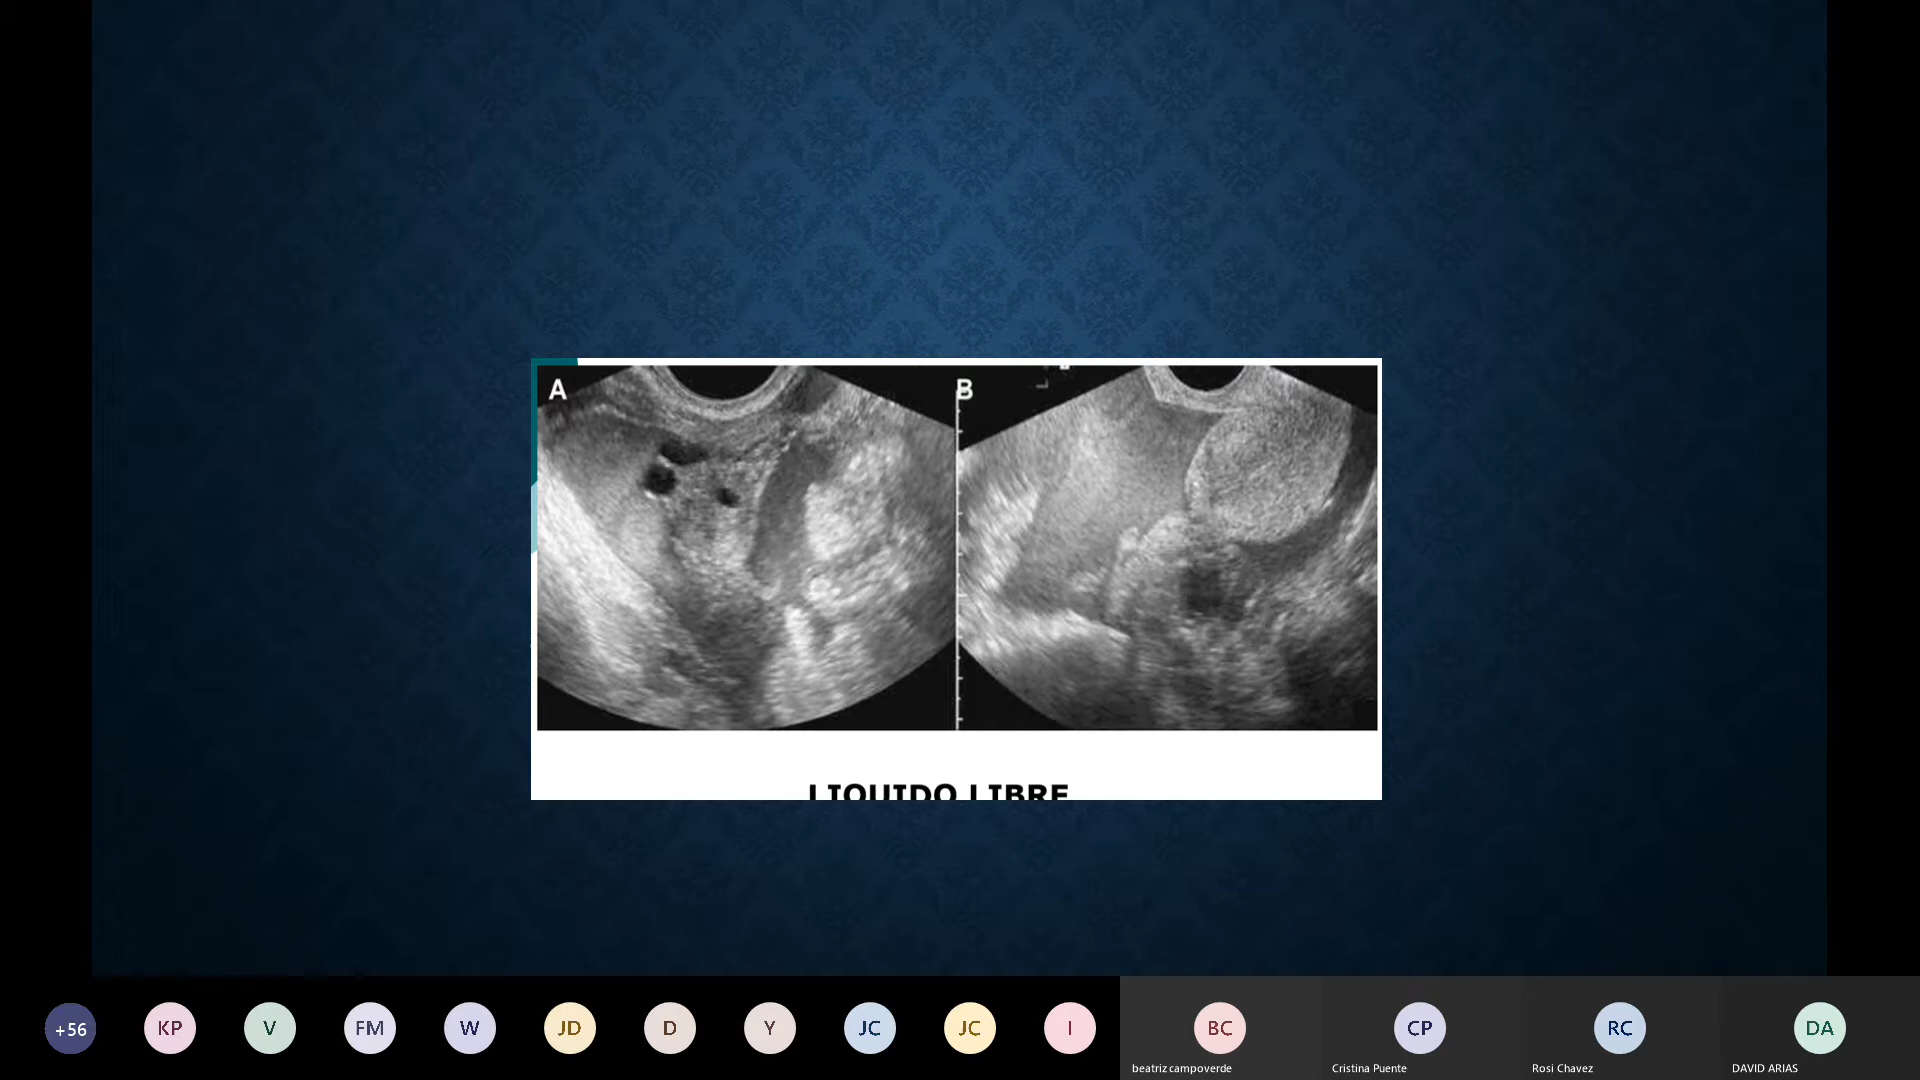 A
B
LIQUIDO LIBRE
+56
KP
V
FM
W
JD
D
Y
JC
JC
I
BC
CP
RC
DA
beatriz campoverde
Cristina Puente
Rosi Chavez
DAVID ARIAS